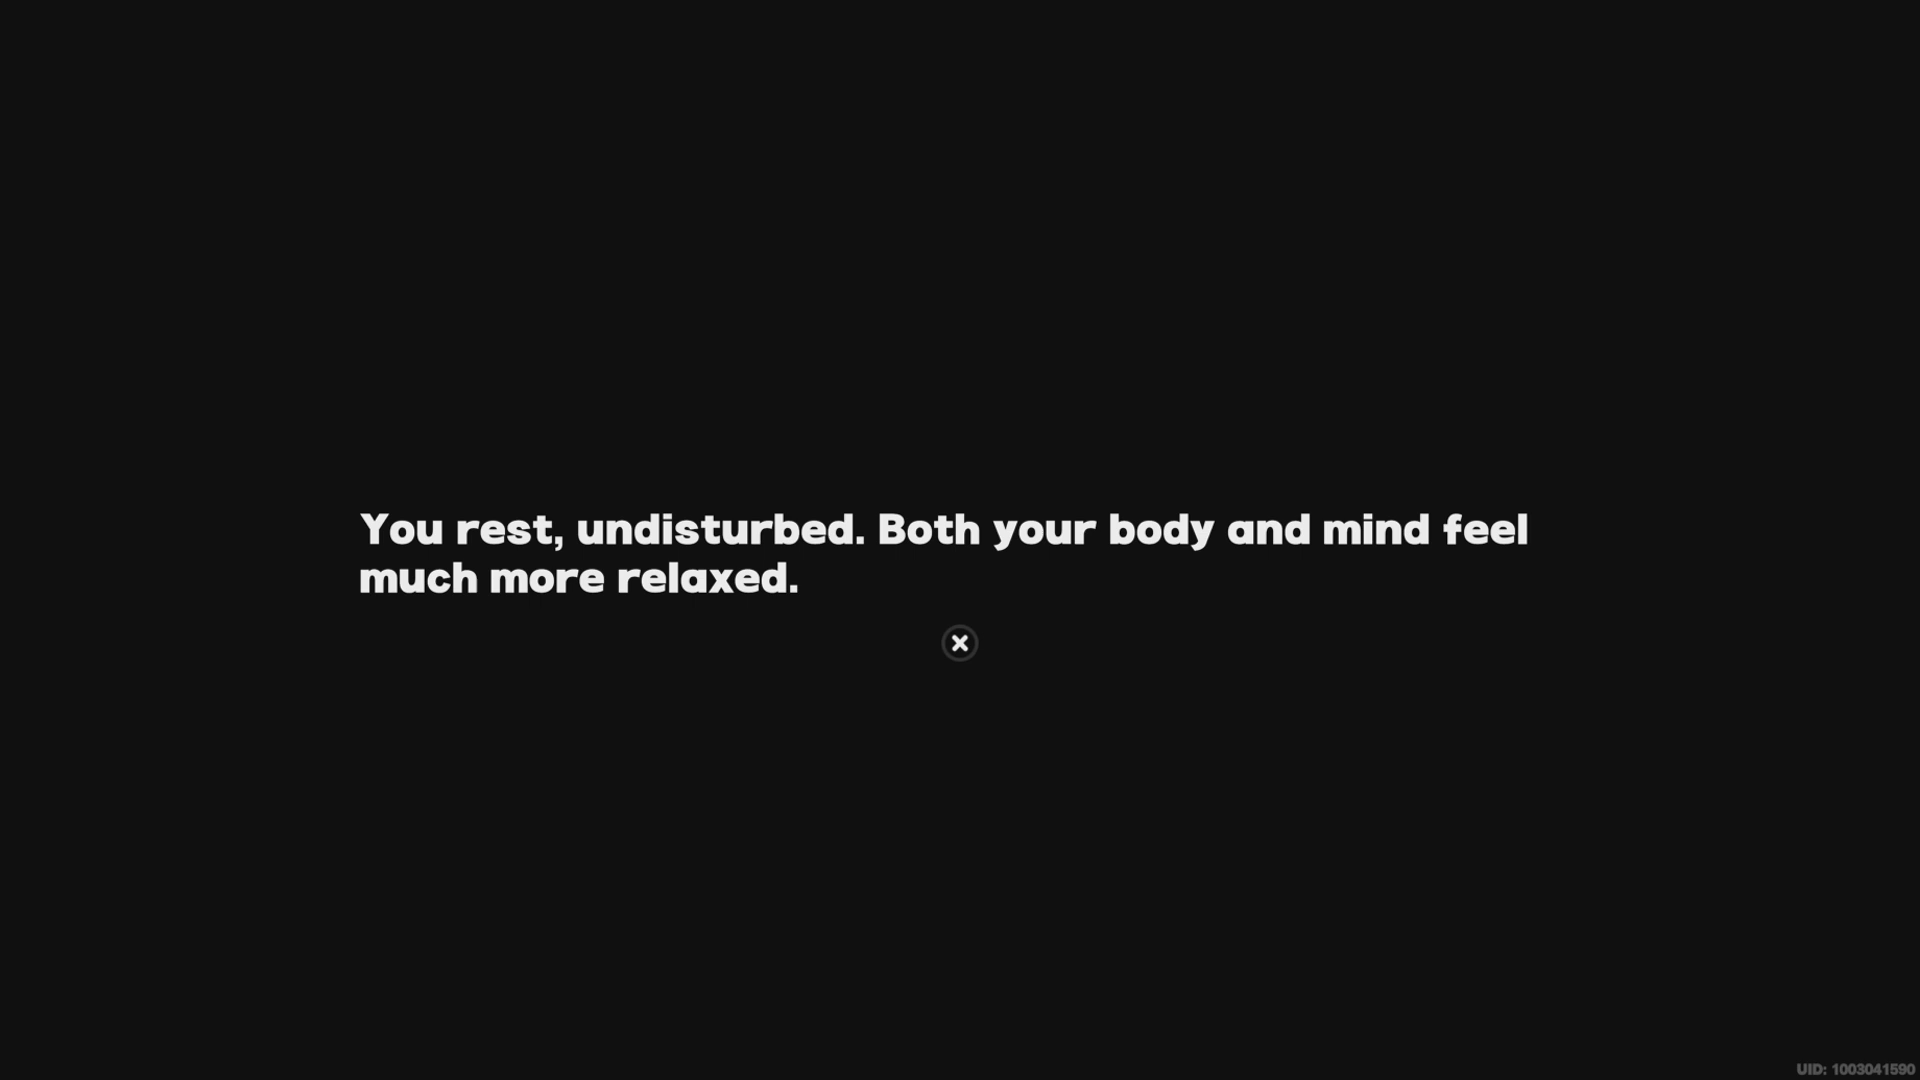 You rest, undisturbed. Both your body and mind feel
much more relaxed.
UID: 1003041590